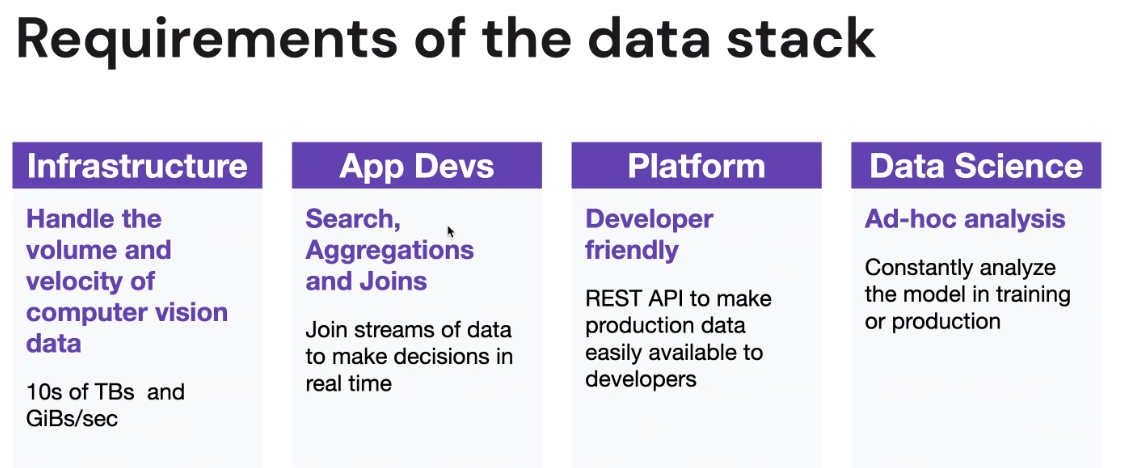 Requirements of the data stack
Infrastructure
Handle the
volume and
velocity of
computer vision
data
10s of TBs and
GiBs/sec
App Devs
Search,
Aggregations
and Joins
Join streams of data
to make decisions in
real time
Platform
Developer
friendly
REST API to make
production data
easily available to
developers
Data Science
Ad-hoc analysis
Constantly analyze
the model in training
or production